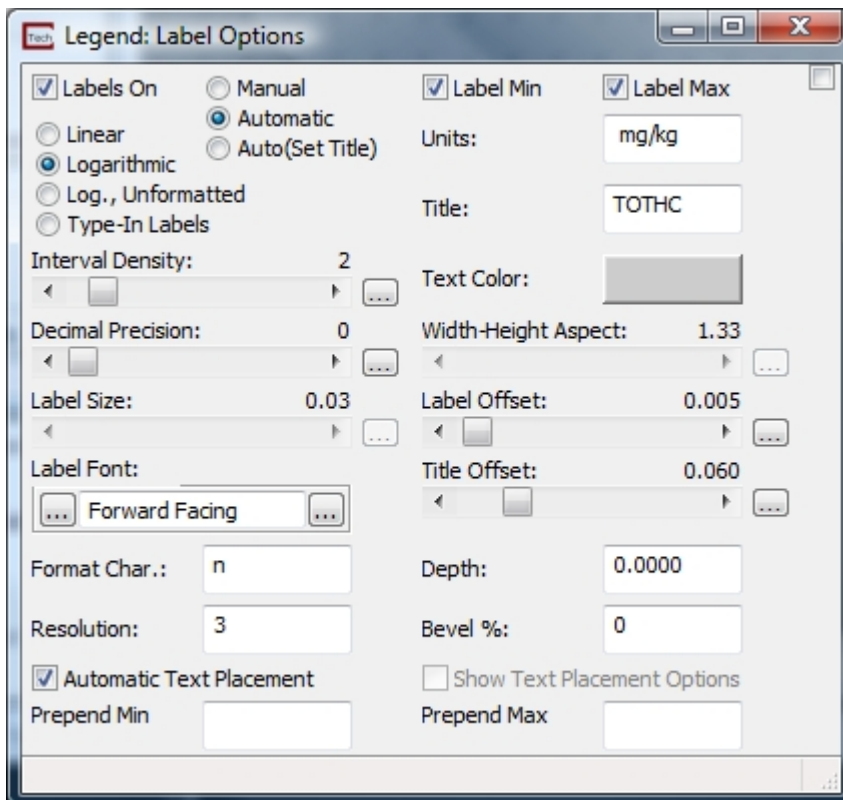 Tech Legend: Label Options
Labels On
Manual
Automatic
Auto(Set Title)
Linear
Logarithmic
Log., Unformatted
Type-In Labels
Label Min
Label Max
Units: mg/kg
Title: TOTHC
Interval Density: 2
...
Text Color:
Decimal Precision: 0
...
Width-Height Aspect: 1.33
...
Label Size: 0.03
...
Label Offset: 0.005
...
Label Font:
... Forward Facing ...
Title Offset: 0.060
...
Format Char.: n
Depth: 0.0000
Resolution: 3
Bevel %: 0
Automatic Text Placement
Show Text Placement Options
Prepend Min
Prepend Max